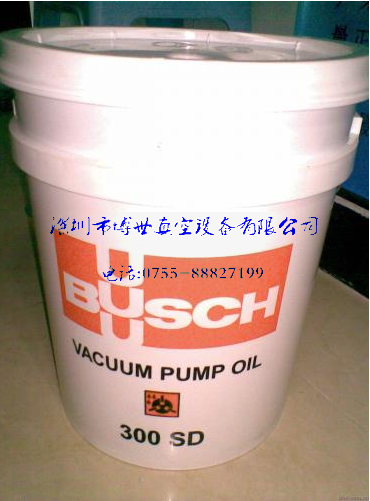 深圳市博世真空设备有限公司
电话:0755-88827199
BUSCH
VACUUM PUMP OIL
300 SD